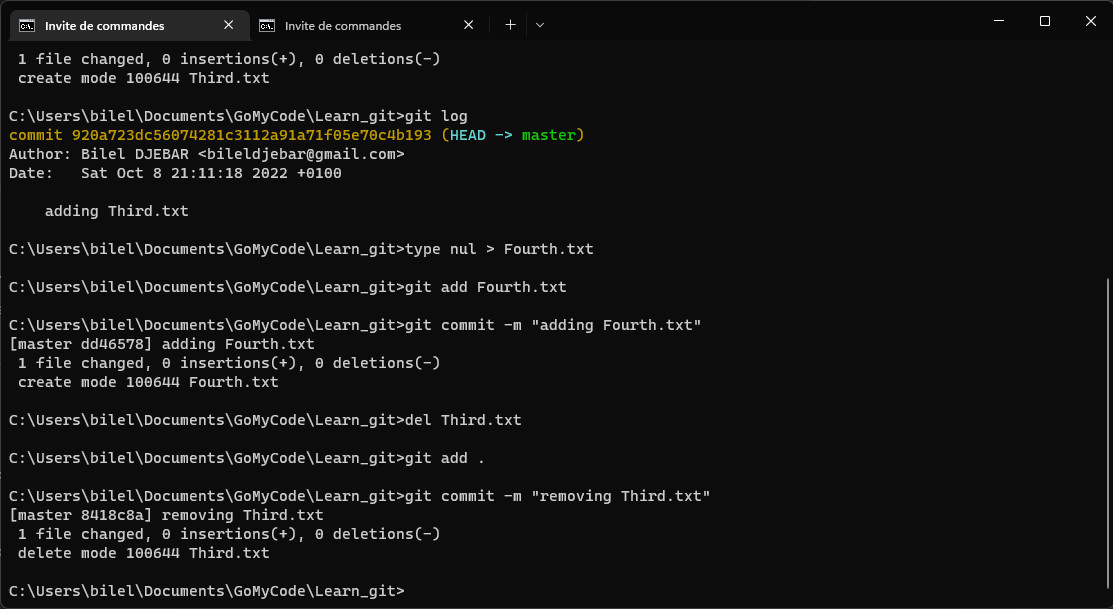 Invite de commandes
Invite de commandes
1 file changed, 0 insertions(+), 0 deletions(-)
create mode 100644 Third.txt
C:\Users\bilel\Documents\GoMyCode\Learn_git>git log
commit 920a723dc56074281c3112a91a71f05e70c4b193 (HEAD -> master)
Author: Bilel DJEBAR <bileldjebar@gmail.com>
Date:   Sat Oct 8 21:11:18 2022 +0100
adding Third.txt
C:\Users\bilel\Documents\GoMyCode\Learn_git>type nul > Fourth.txt
C:\Users\bilel\Documents\GoMyCode\Learn_git>git add Fourth.txt
C:\Users\bilel\Documents\GoMyCode\Learn_git>git commit -m "adding Fourth.txt"
[master dd46578] adding Fourth.txt
1 file changed, 0 insertions(+), 0 deletions(-)
create mode 100644 Fourth.txt
C:\Users\bilel\Documents\GoMyCode\Learn_git>del Third.txt
C:\Users\bilel\Documents\GoMyCode\Learn_git>git add .
C:\Users\bilel\Documents\GoMyCode\Learn_git>git commit -m "removing Third.txt"
[master 8418c8a] removing Third.txt
1 file changed, 0 insertions(+), 0 deletions(-)
delete mode 100644 Third.txt
C:\Users\bilel\Documents\GoMyCode\Learn_git>